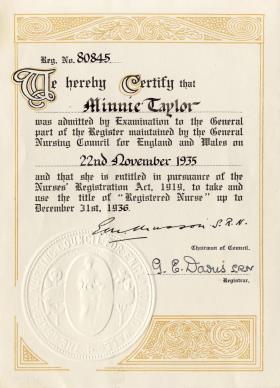 Reg. No. 80845.
We hereby Certify that
Minnie Taylor
was admitted by Examination to the General
part of the Register maintained by the General
Nursing Council for England and Wales on
22nd November 1935
and that she is entitled in pursuance of the
Nurses' Registration Act, 1919, to take and
use the title of "Registered Nurse" up to
December 31st, 1936.
S.R.N.
Chairman of Council.
G. E. Davies SRN
Registrar.